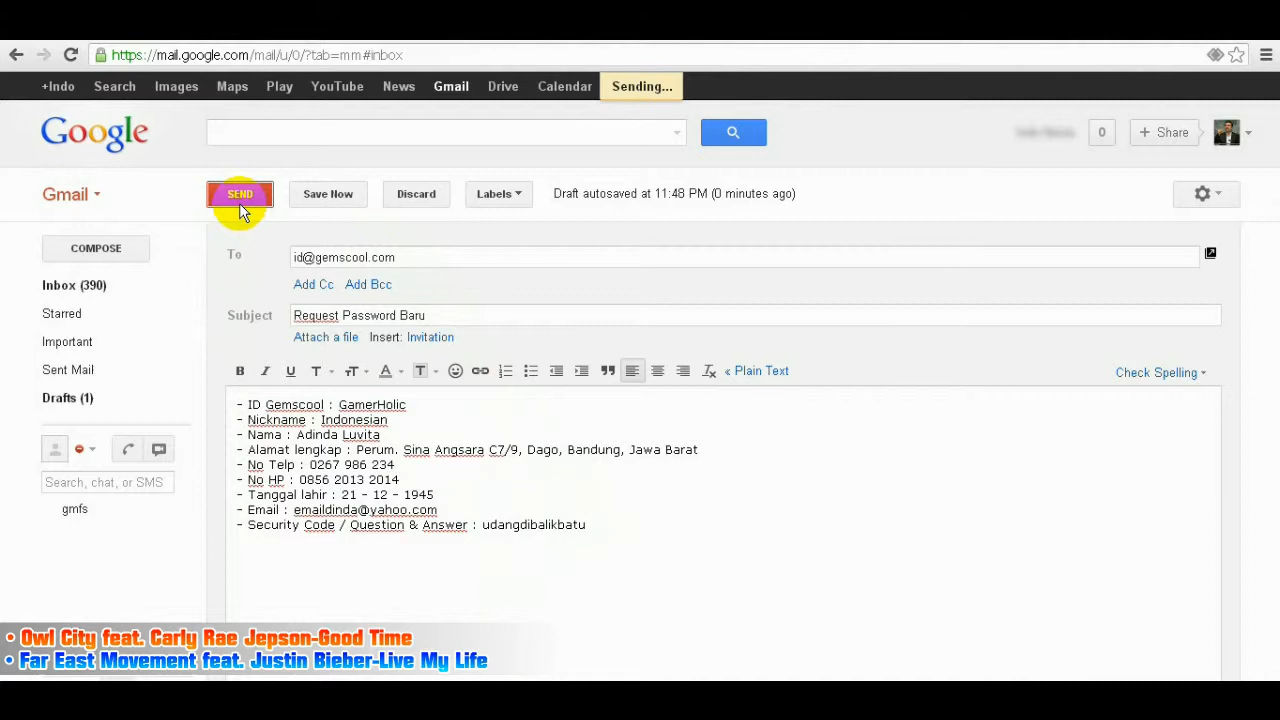 https://mail.google.com/mail/u/0/?tab=mm#inbox
+Indo Search Images Maps Play YouTube News Gmail Drive Calendar Sending...
Google
0 + Share
Gmail SEND Save Now Discard Labels Draft autosaved at 11:48 PM (0 minutes ago)
COMPOSE
Inbox (390)
Starred
Important
Sent Mail
Drafts (1)
Search, chat, or SMS
gmfs
To id@gemscool.com
Add Cc Add Bcc
Subject Request Password Baru
Attach a file Insert: Invitation
B I U T T A T « Plain Text Check Spelling
- ID Gemscool : GamerHolic
- Nickname : Indonesian
- Nama : Adinda Luvita
- Alamat lengkap : Perum. Sina Angsara C7/9, Dago, Bandung, Jawa Barat
- No Telp : 0267 986 234
- No HP : 0856 2013 2014
- Tanggal lahir : 21 - 12 - 1945
- Email : emaildinda@yahoo.com
- Security Code / Question & Answer : udangdibalikbatu
• Owl City feat. Carly Rae Jepson-Good Time
• Far East Movement feat. Justin Bieber-Live My Life